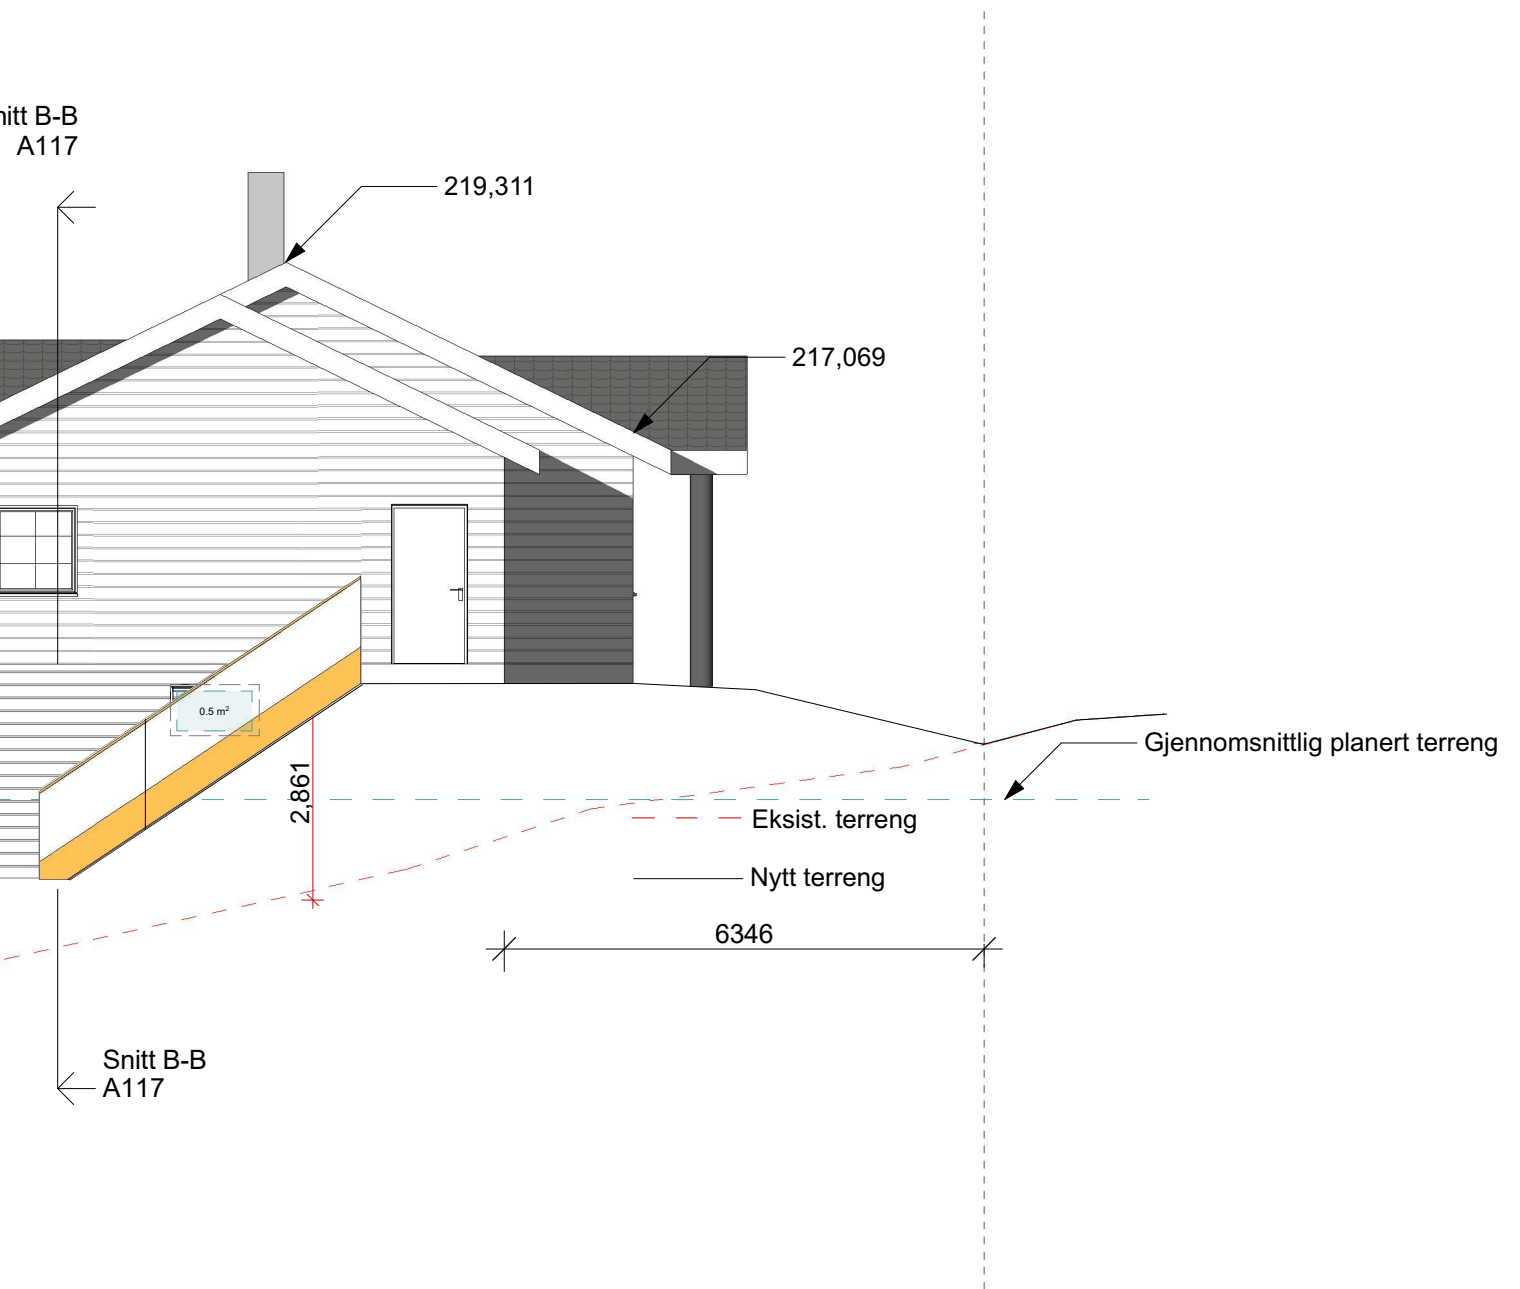 nitt B-B
A117
219,311
217,069
0.5 m²
Gjennomsnittlig planert terreng
2,861
Eksist. terreng
Nytt terreng
6346
Snitt B-B
A117